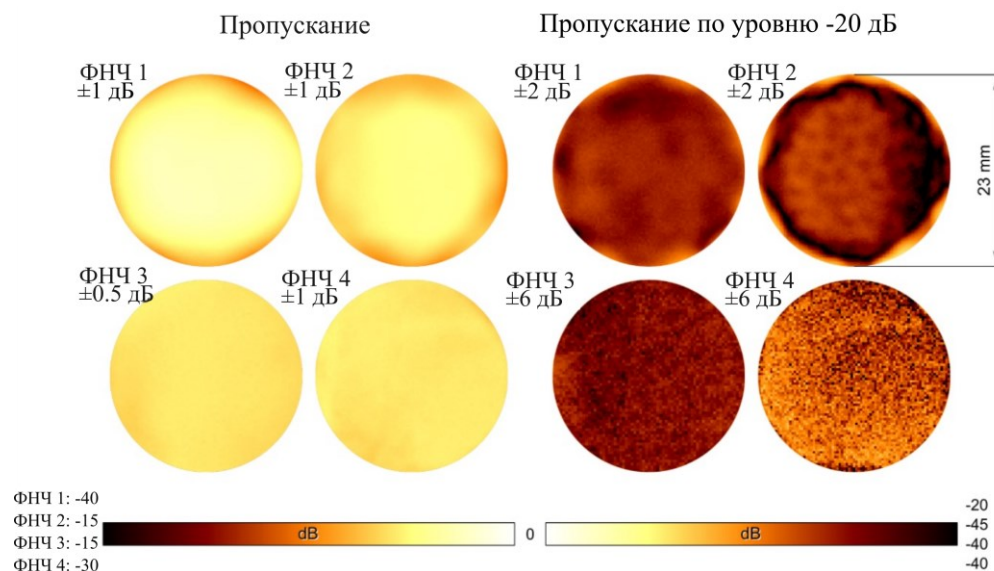 Пропускание
Пропускание по уровню -20 дБ
ФНЧ 1
±1 дБ
ФНЧ 2
±1 дБ
ФНЧ 1
±2 дБ
ФНЧ 2
±2 дБ
23 mm
ФНЧ 3
±0.5 дБ
ФНЧ 4
±1 дБ
ФНЧ 3
±6 дБ
ФНЧ 4
±6 дБ
ФНЧ 1: -40
ФНЧ 2: -15
ФНЧ 3: -15
ФНЧ 4: -30
dB
0
dB
-20
-45
-40
-40